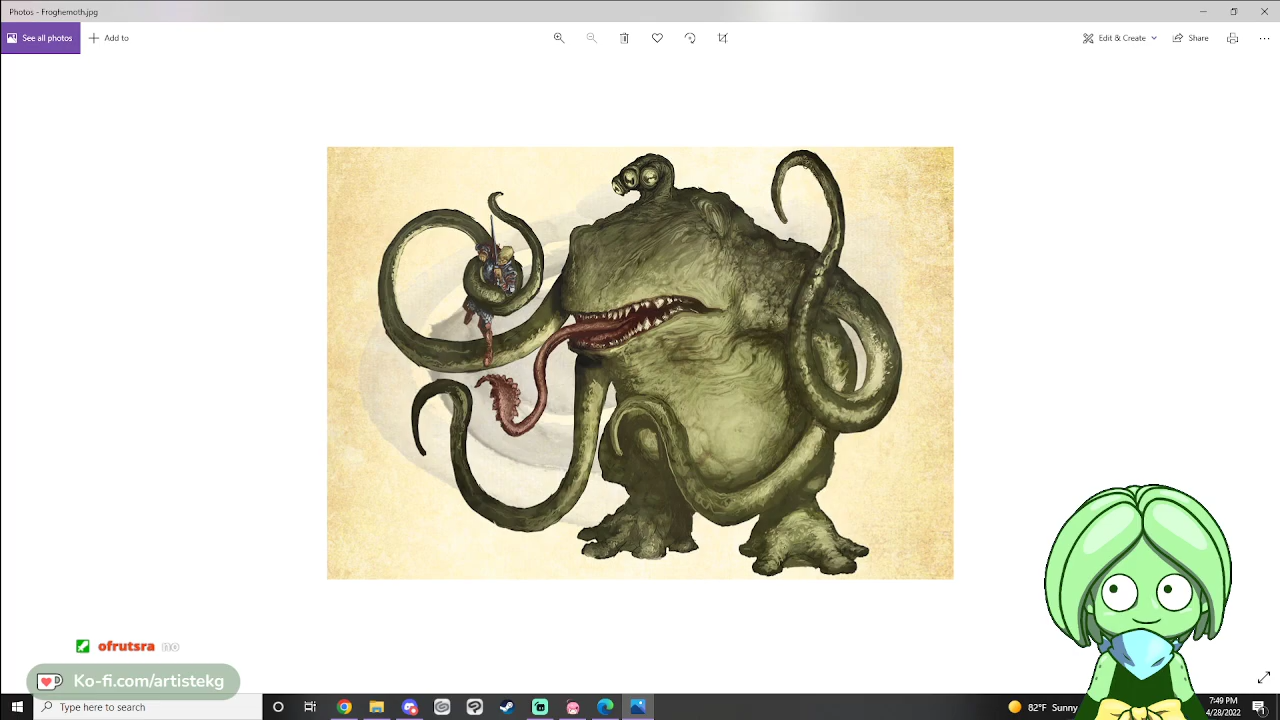 Photos - Froghemoth.jpg
See all photos
Add to
Edit & Create
Share
ofrutsra no
Ko-fi.com/artistekg
Type here to search
82°F Sunny
7:49 PM
4/28/2022